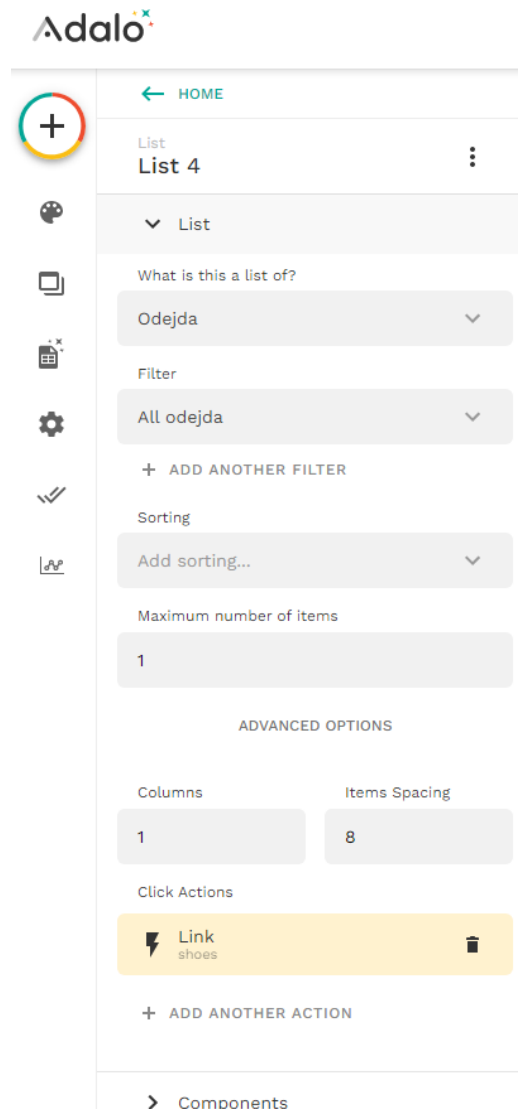 Adalo
HOME
List
List 4
List
What is this a list of?
Odejda
Filter
All odejda
+ ADD ANOTHER FILTER
Sorting
Add sorting...
Maximum number of items
1
ADVANCED OPTIONS
Columns Items Spacing
1 8
Click Actions
Link
shoes
+ ADD ANOTHER ACTION
Components